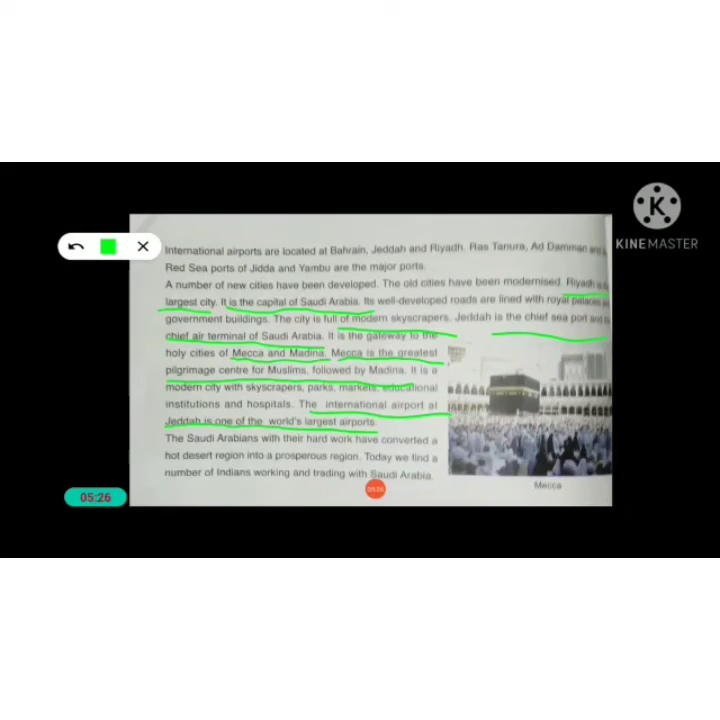 KINEMASTER
International airports are located at Bahrain, Jeddah and Riyadh. Ras Tanura, Ad Damman and
Red Sea ports of Jidda and Yambu are the major ports.
A number of new cities have been developed. The old cities have been modernised. Riyadh is
largest city. It is the capital of Saudi Arabia. Its well-developed roads are lined with royal palaces
government buildings. The city is full of modern skyscrapers. Jeddah is the chief sea port and
chief air terminal of Saudi Arabia. It is the gateway to the
holy cities of Mecca and Madina. Mecca is the greatest
pilgrimage centre for Muslims, followed by Madina. It is a
modern city with skyscrapers, parks, markets, educational
institutions and hospitals. The international airport at
Jeddah is one of the world's largest airports.
The Saudi Arabians with their hard work have converted a
hot desert region into a prosperous region. Today we find a
number of Indians working and trading with Saudi Arabia.
Mecca
05:26
05:26